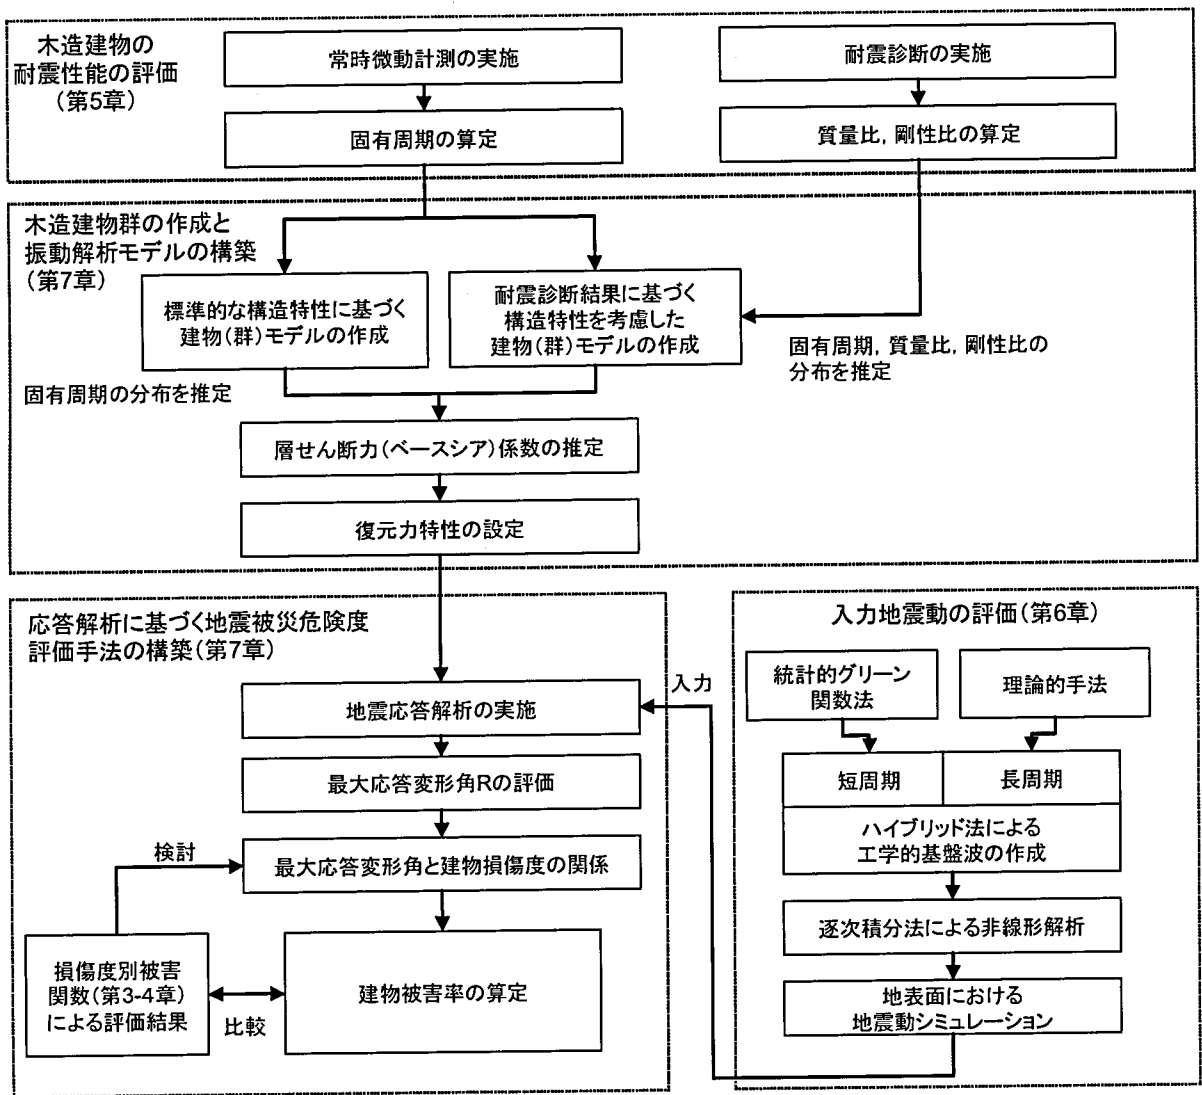 木造建物の
耐震性能の評価
(第5章)
常時微動計測の実施
耐震診断の実施
固有周期の算定
質量比, 剛性比の算定
木造建物群の作成と
振動解析モデルの構築
(第7章)
標準的な構造特性に基づく
建物(群)モデルの作成
耐震診断結果に基づく
構造特性を考慮した
建物(群)モデルの作成
固有周期, 質量比, 剛性比の
分布を推定
固有周期の分布を推定
層せん断力(ベースシア)係数の推定
復元力特性の設定
応答解析に基づく地震被災危険度
評価手法の構築(第7章)
地震応答解析の実施
入力
最大応答変形角Rの評価
検討
最大応答変形角と建物損傷度の関係
損傷度別被害
関数(第3-4章)
による評価結果
比較
建物被害率の算定
入力地震動の評価(第6章)
統計的グリーン
関数法
理論的手法
短周期
長周期
ハイブリッド法による
工学的基盤波の作成
逐次積分法による非線形解析
地表面における
地震動シミュレーション